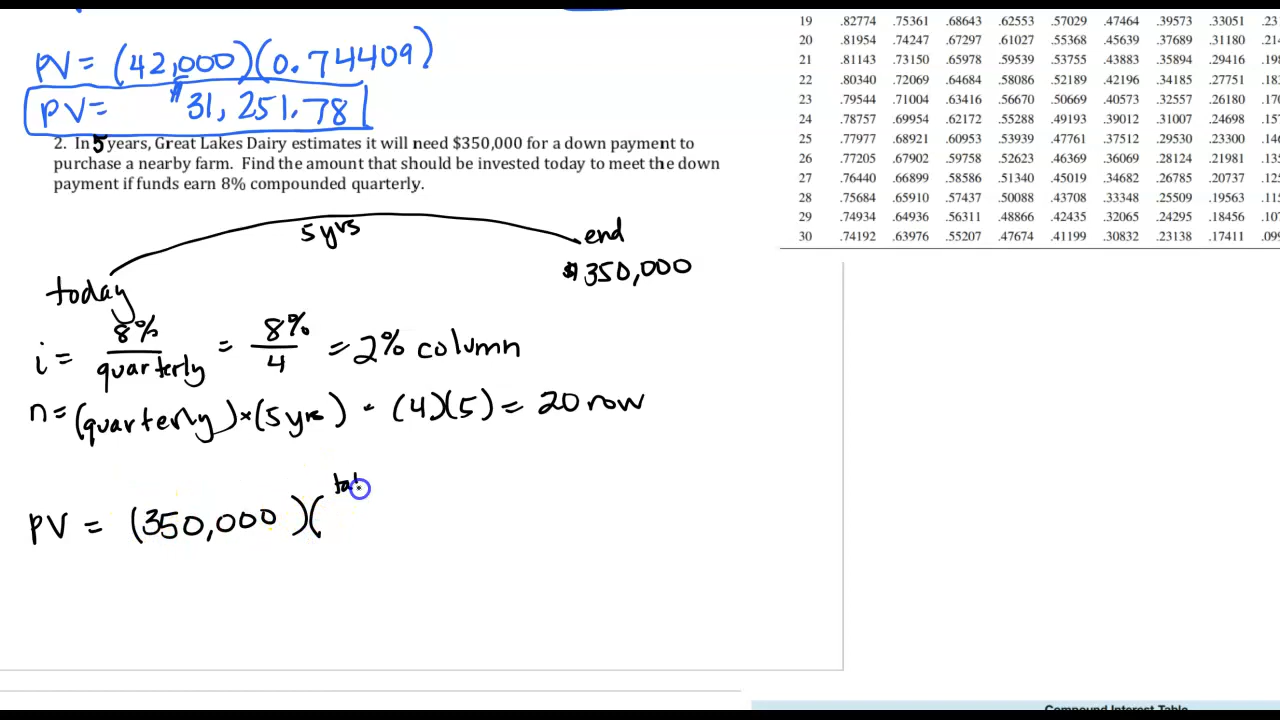 PV = (42,000)(0.74409)
PV = $31,251.78
2. In 5 years, Great Lakes Dairy estimates it will need $350,000 for a down payment to
purchase a nearby farm. Find the amount that should be invested today to meet the down
payment if funds earn 8% compounded quarterly.
5 yrs
end
$350,000
today
i = 8% / quarterly = 8% / 4 = 2% column
n = (quarterly) × (5 yrs) = (4)(5) = 20 row
tab
PV = (350,000)(
19 .82774 .75361 .68643 .62553 .57029 .47464 .39573 .33051
20 .81954 .74247 .67297 .61027 .55368 .45639 .37689 .31180
21 .81143 .73150 .65978 .59539 .53755 .43883 .35894 .29416
22 .80340 .72069 .64684 .58086 .52189 .42196 .34185 .27751
23 .79544 .71004 .63416 .56670 .50669 .40573 .32557 .26180
24 .78757 .69954 .62172 .55288 .49193 .39012 .31007 .24698
25 .77977 .68921 .60953 .53939 .47761 .37512 .29530 .23300
26 .77205 .67902 .59758 .52623 .46369 .36069 .28124 .21981
27 .76440 .66899 .58586 .51340 .45019 .34682 .26785 .20737
28 .75684 .65910 .57437 .50088 .43708 .33348 .25509 .19563
29 .74934 .64936 .56311 .48866 .42435 .32065 .24295 .18456
30 .74192 .63976 .55207 .47674 .41199 .30832 .23138 .17411
Compound Interest Table